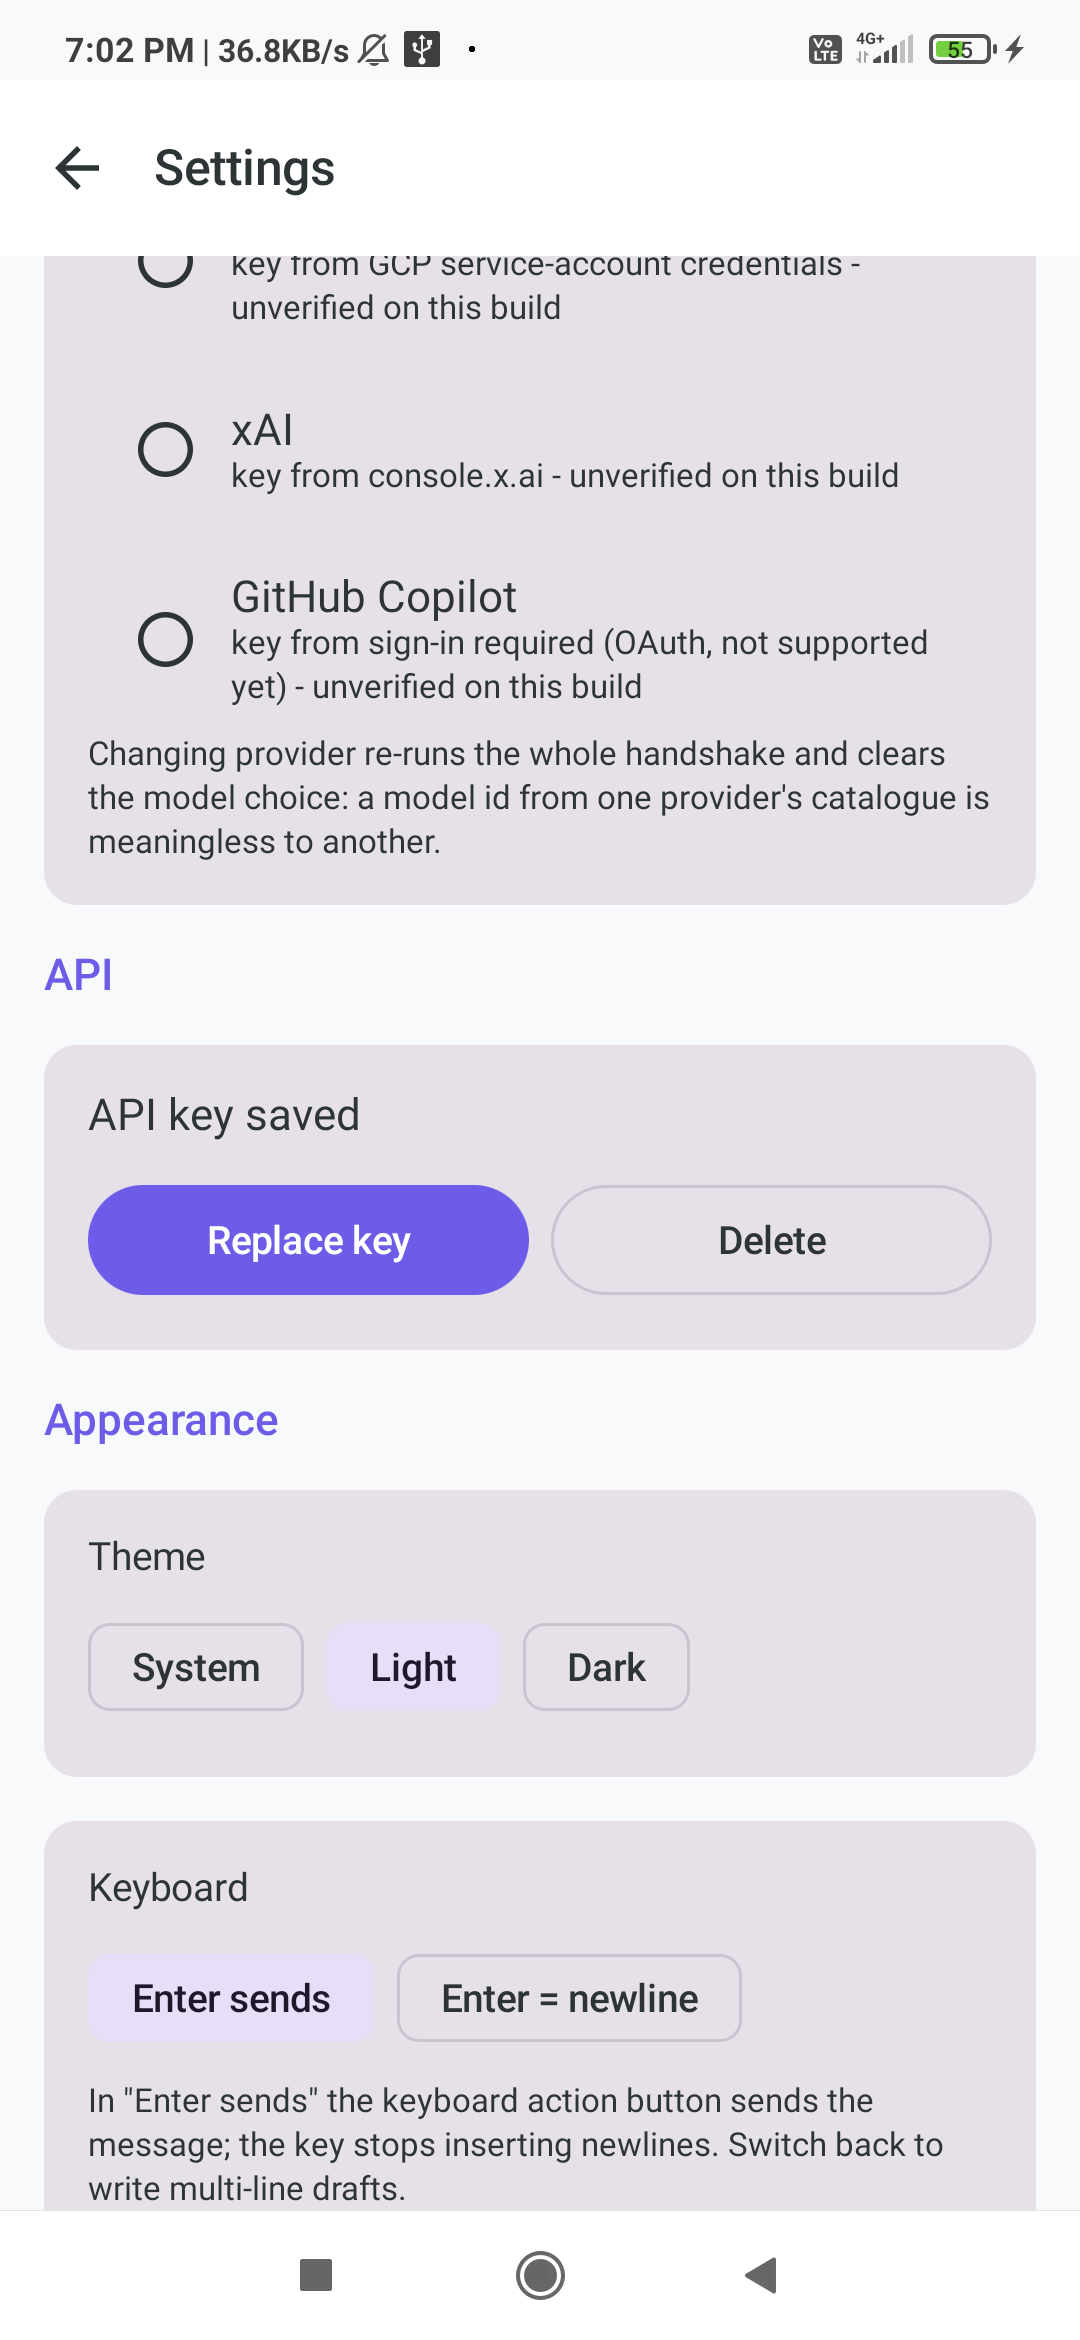 7:02 PM | 36.8KB/s
Vo LTE 4G+ 55
Settings
key from GCP service-account credentials -
unverified on this build
xAI
key from console.x.ai - unverified on this build
GitHub Copilot
key from sign-in required (OAuth, not supported
yet) - unverified on this build
Changing provider re-runs the whole handshake and clears
the model choice: a model id from one provider's catalogue is
meaningless to another.
API
API key saved
Replace key
Delete
Appearance
Theme
System
Light
Dark
Keyboard
Enter sends
Enter = newline
In "Enter sends" the keyboard action button sends the
message; the key stops inserting newlines. Switch back to
write multi-line drafts.